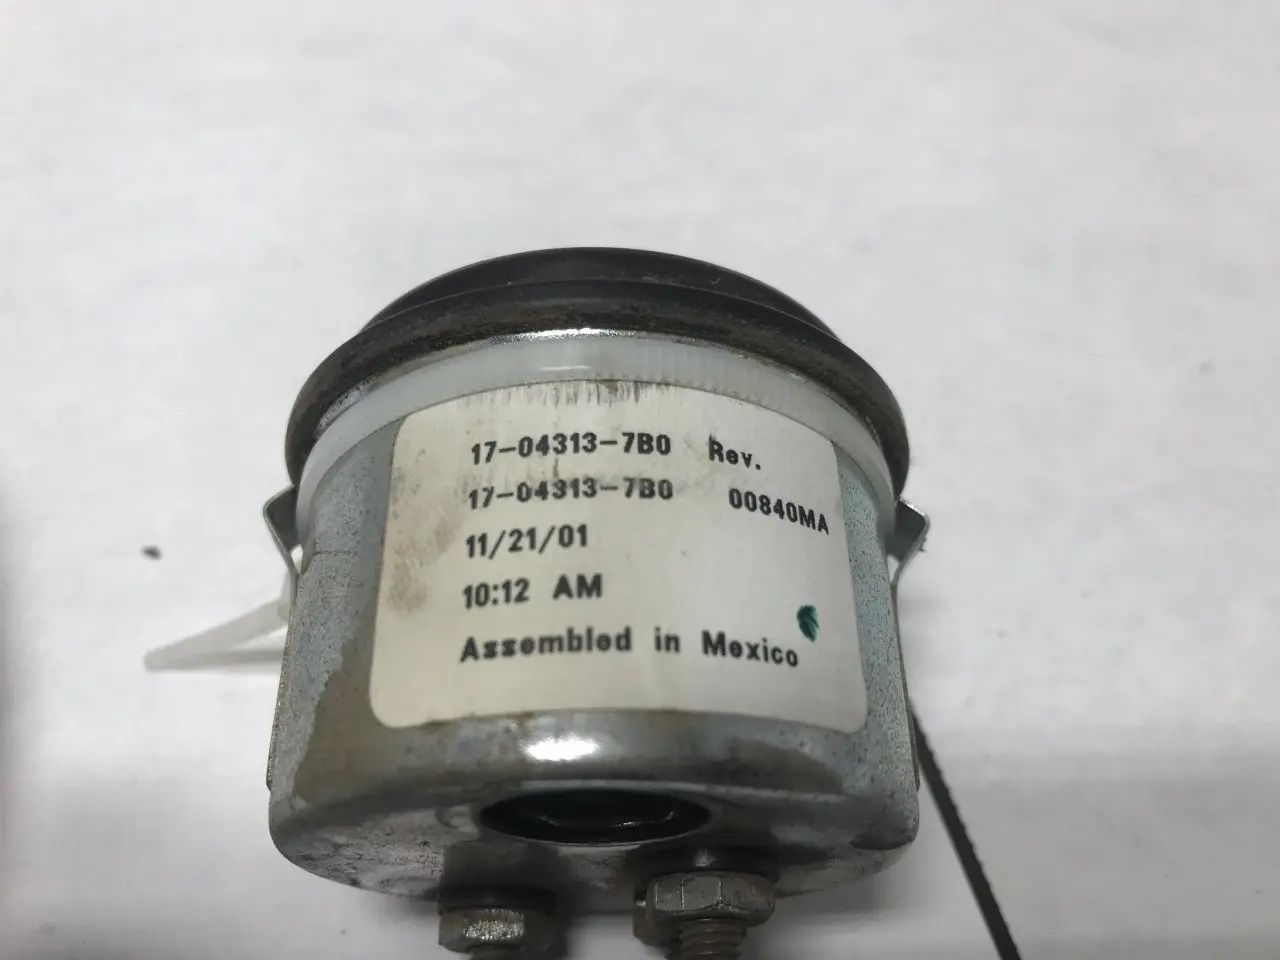 17-04313-7B0 Rev.
17-04313-7B0 00840MA
11/21/01
10:12 AM
Assembled in Mexico